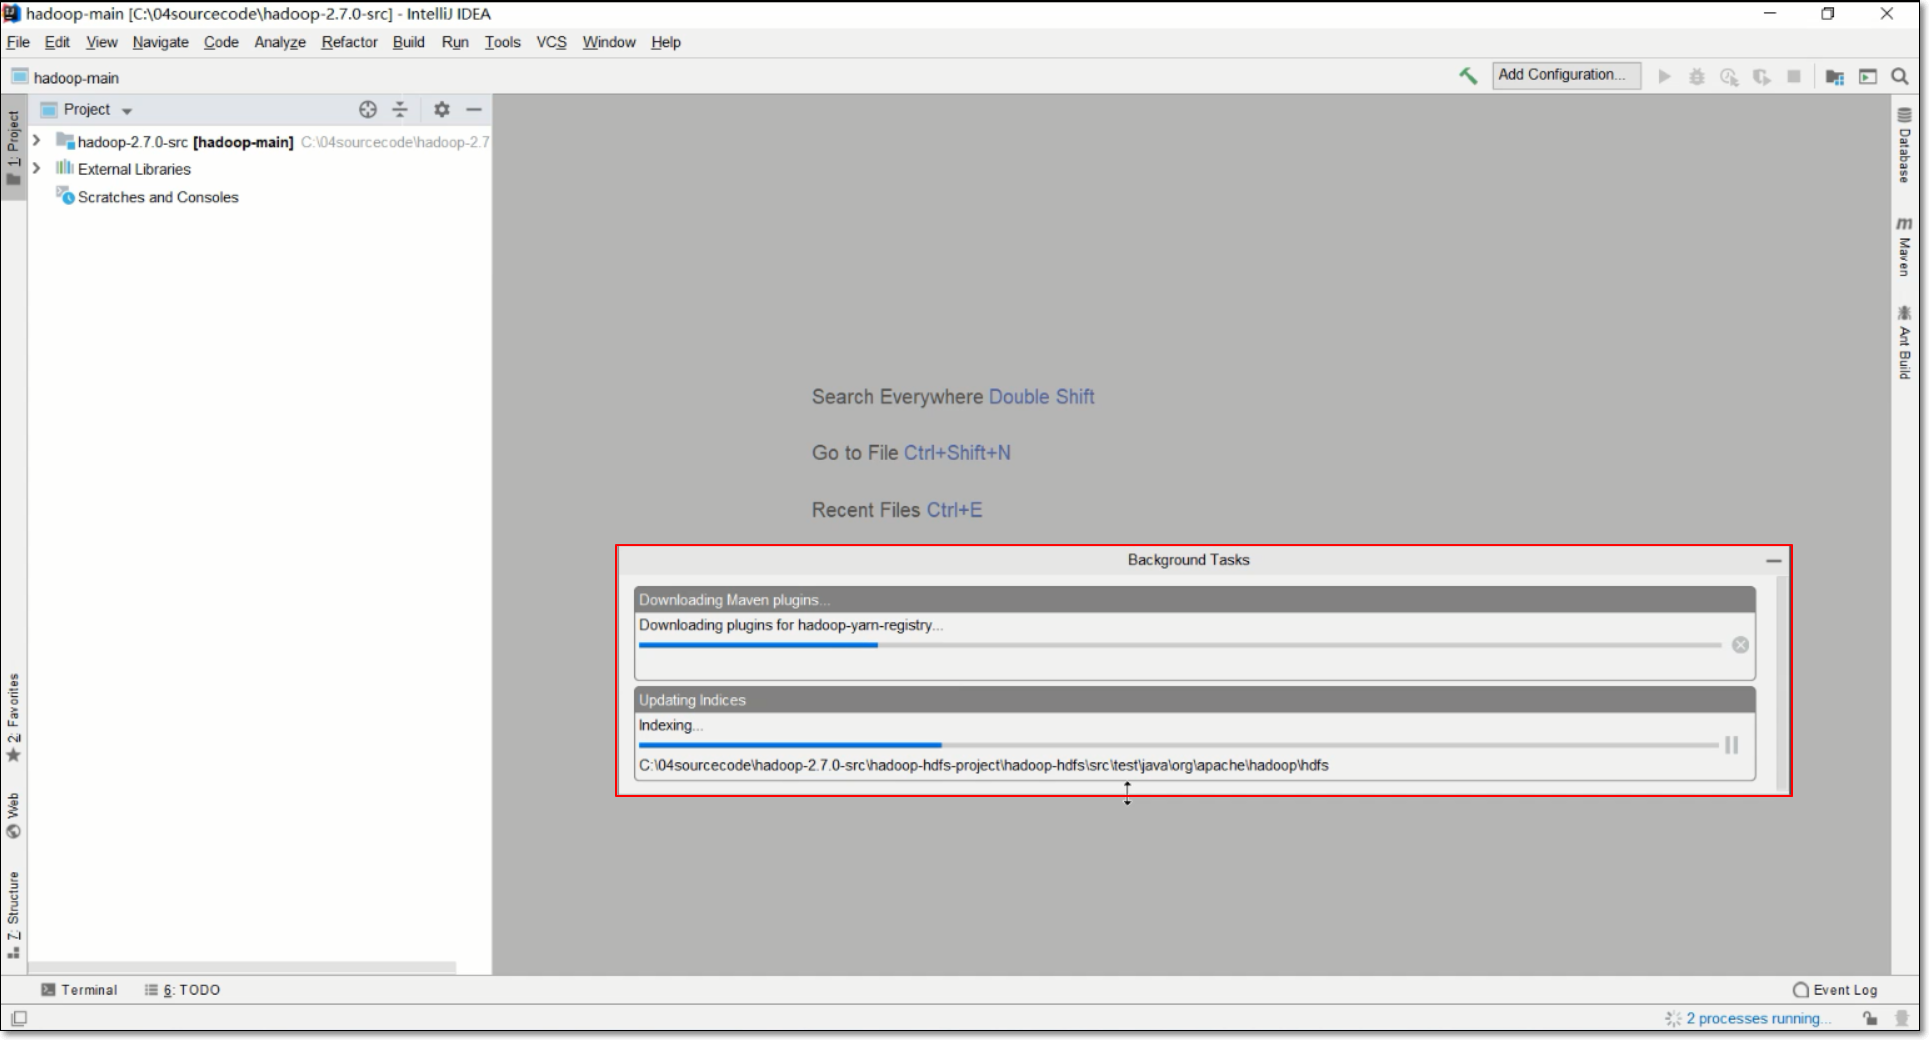 hadoop-main [C:\04sourcecode\hadoop-2.7.0-src] - IntelliJ IDEA
File Edit View Navigate Code Analyze Refactor Build Run Tools VCS Window Help
hadoop-main
Add Configuration...
1: Project
Project
hadoop-2.7.0-src [hadoop-main] C:\04sourcecode\hadoop-2.7
External Libraries
Scratches and Consoles
Database
Maven
Ant Build
Search Everywhere Double Shift
Go to File Ctrl+Shift+N
Recent Files Ctrl+E
Background Tasks
Downloading Maven plugins...
Downloading plugins for hadoop-yarn-registry...
Updating Indices
Indexing...
C:\04sourcecode\hadoop-2.7.0-src\hadoop-hdfs-project\hadoop-hdfs\src\test\java\org\apache\hadoop\hdfs
2: Favorites
Web
Z: Structure
Terminal 6: TODO Event Log
2 processes running...